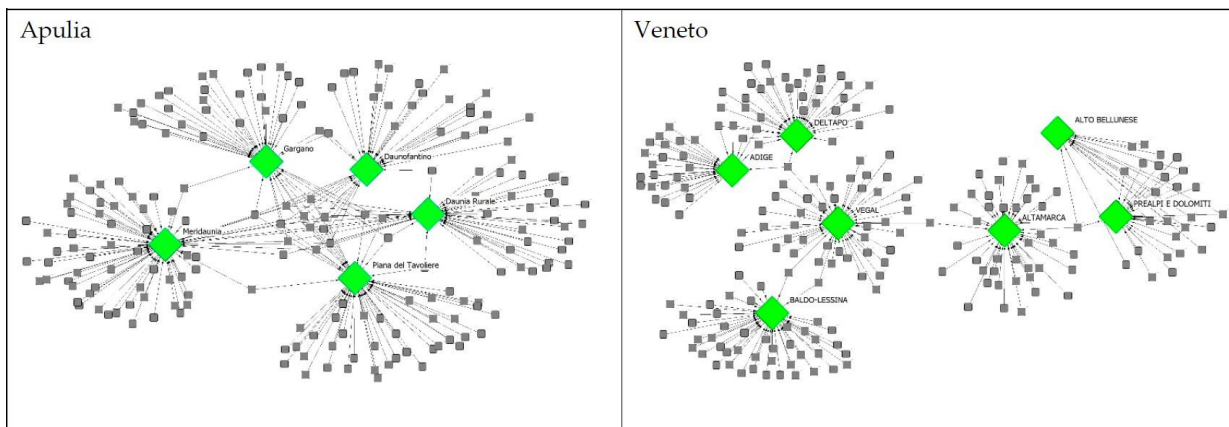 Apulia
Gargano
Daunofantino
Daunia Rurale
Meridaunia
Piana del Tavoliere
Veneto
DELTAPO
ALTO BELLUNESE
ADIGE
PREALPI E DOLOMITI
VEGAL
ALTAMARCA
BALDO-LESSINA